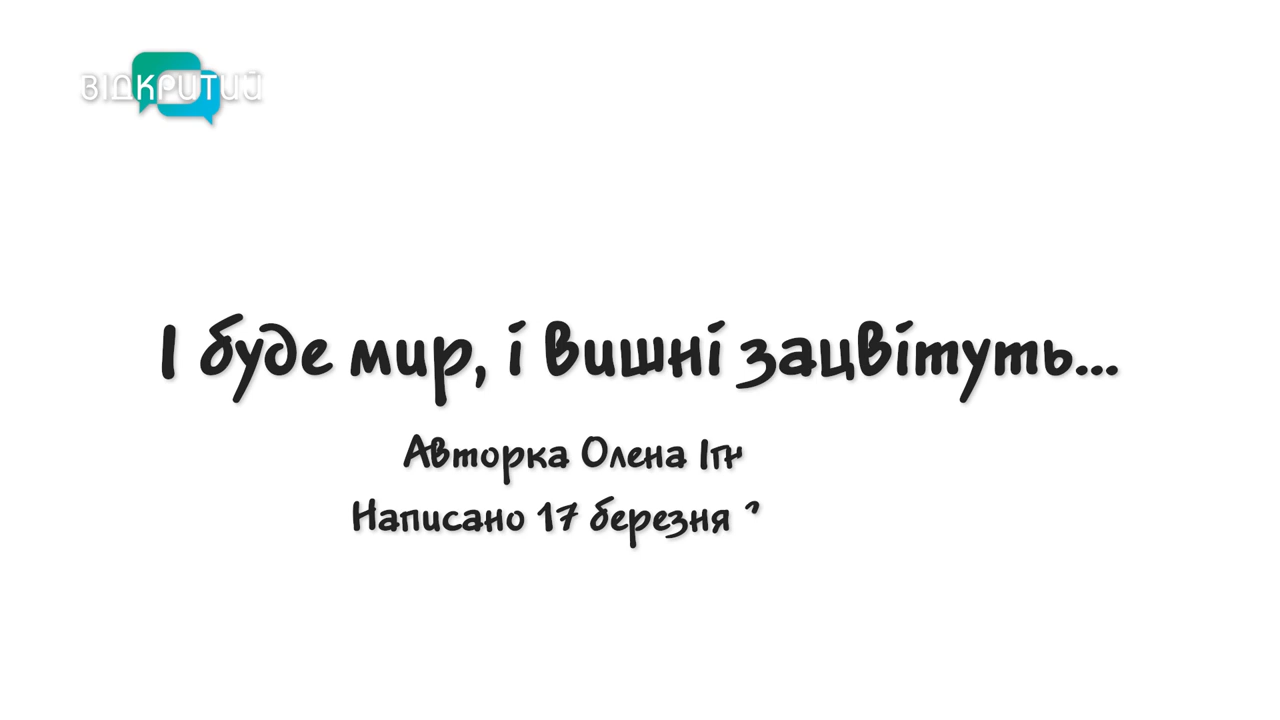 ВІДКРИТИЙ
І буде мир, і вишні зацвітуть...
Авторка Олена
Написано 17 березня